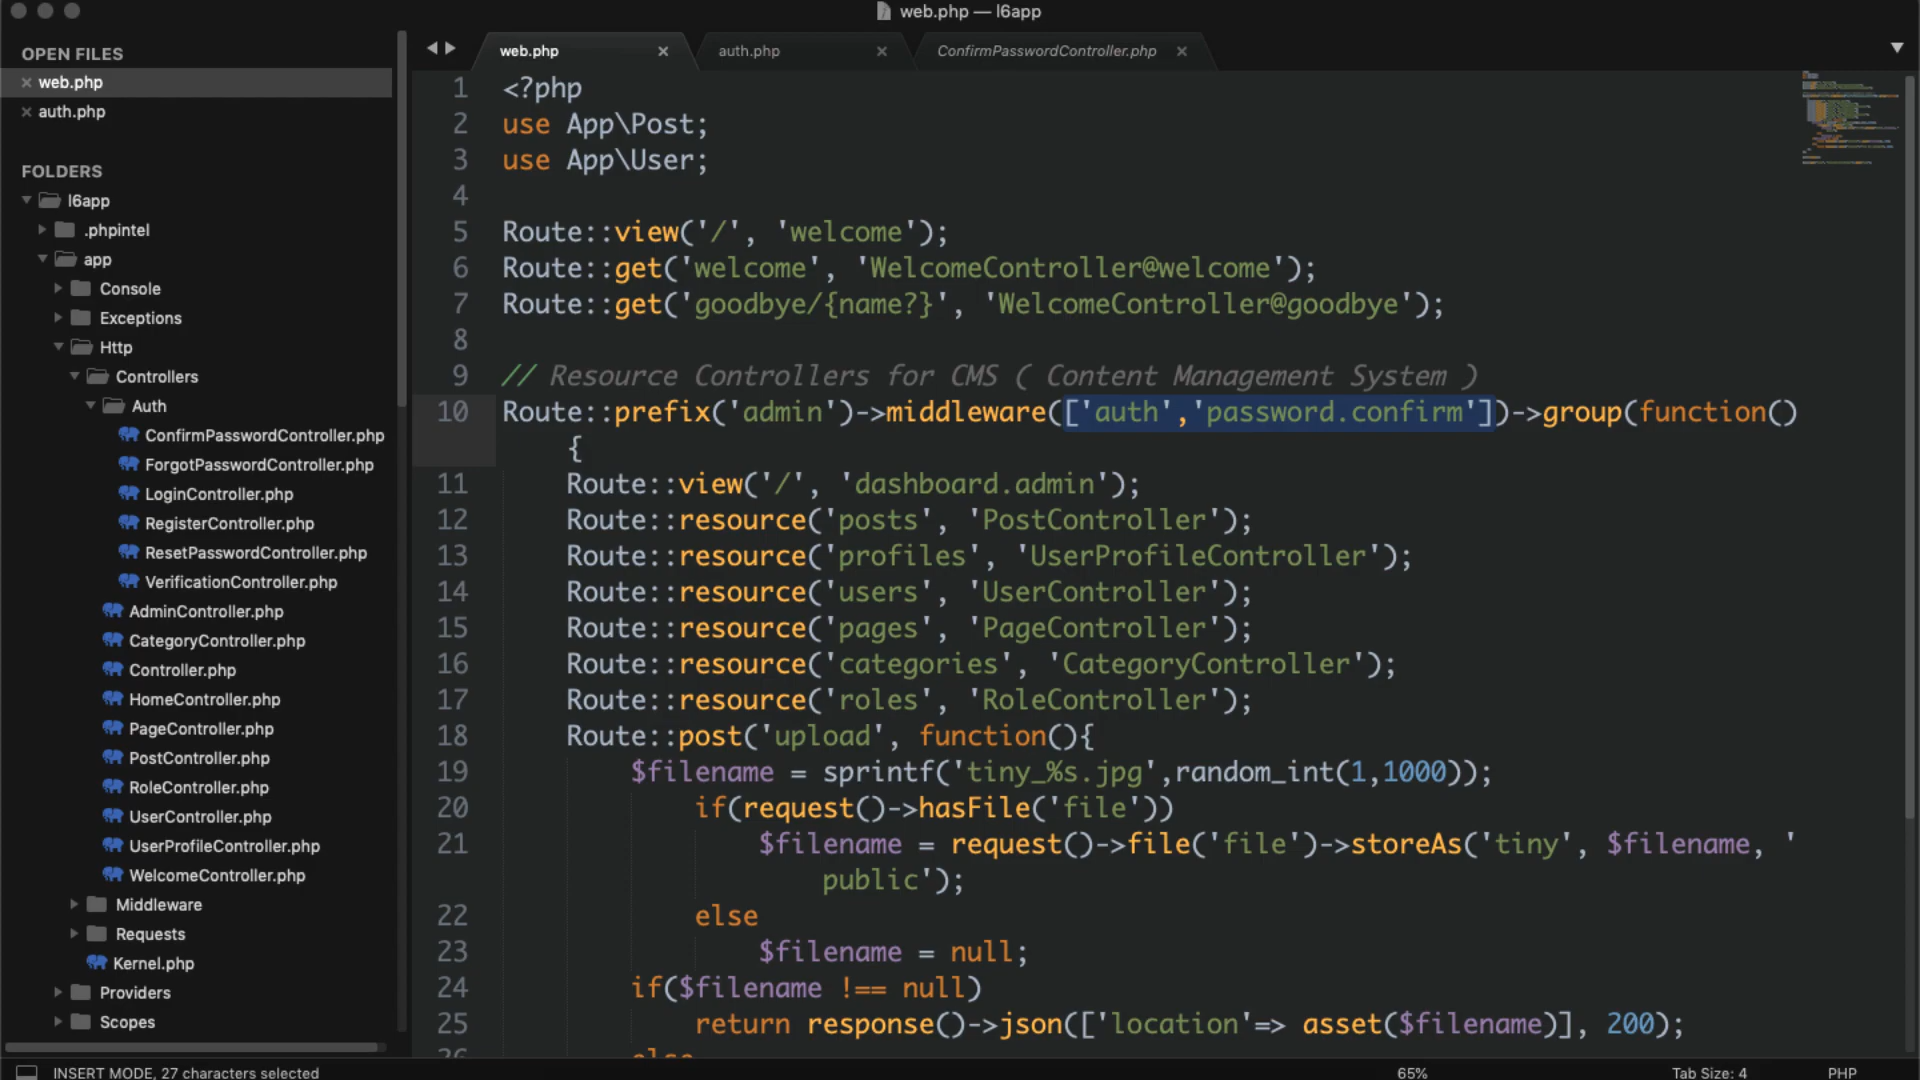 web.php — l6app
OPEN FILES
web.php
auth.php
FOLDERS
l6app
.phpintel
app
Console
Exceptions
Http
Controllers
Auth
ConfirmPasswordController.php
ForgotPasswordController.php
LoginController.php
RegisterController.php
ResetPasswordController.php
VerificationController.php
AdminController.php
CategoryController.php
Controller.php
HomeController.php
PageController.php
PostController.php
RoleController.php
UserController.php
UserProfileController.php
WelcomeController.php
Middleware
Requests
Kernel.php
Providers
Scopes
web.php
auth.php
ConfirmPasswordController.php
1 <?php
2 use App\Post;
3 use App\User;
4
5 Route::view('/', 'welcome');
6 Route::get('welcome', 'WelcomeController@welcome');
7 Route::get('goodbye/{name?}', 'WelcomeController@goodbye');
8
9 // Resource Controllers for CMS ( Content Management System )
10 Route::prefix('admin')->middleware(['auth','password.confirm'])->group(function()
{
11 Route::view('/', 'dashboard.admin');
12 Route::resource('posts', 'PostController');
13 Route::resource('profiles', 'UserProfileController');
14 Route::resource('users', 'UserController');
15 Route::resource('pages', 'PageController');
16 Route::resource('categories', 'CategoryController');
17 Route::resource('roles', 'RoleController');
18 Route::post('upload', function(){
19 $filename = sprintf('tiny_%s.jpg',random_int(1,1000));
20 if(request()->hasFile('file'))
21 $filename = request()->file('file')->storeAs('tiny', $filename, '
public');
22 else
23 $filename = null;
24 if($filename !== null)
25 return response()->json(['location'=> asset($filename)], 200);
26 else
INSERT MODE, 27 characters selected
65%
Tab Size: 4
PHP